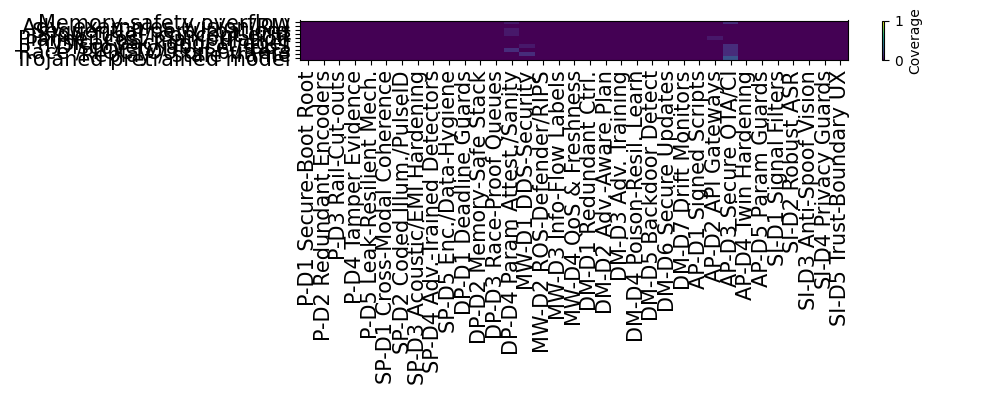 Memory-safety overflow
Trojaned pretrained model
1
0
Coverage
P-D1 Secure-Boot Root
P-D2 Redundant Encoders
P-D3 Rail Cut-outs
P-D4 Tamper Evidence
P-D5 Leak-Resilient Mech.
SP-D1 Cross-Modal Coherence
SP-D2 Coded Illum./PulseID
SP-D3 Acoustic/EMI Hardening
SP-D4 Adv.-Trained Detectors
SP-D5 Enc./Data-Hygiene
DP-D1 Deadline Guards
DP-D2 Memory-Safe Stack
DP-D3 Race-Proof Queues
DP-D4 Param Attest./Sanity
MW-D1 DDS-Security
MW-D2 ROS-Defender/RIPS
MW-D3 Info-Flow Labels
MW-D4 QoS & Freshness
DM-D1 Redundant Ctrl.
DM-D2 Adv.-Aware Plan
DM-D3 Adv. Training
DM-D4 Poison-Resil. Learn
DM-D5 Backdoor Detect
DM-D6 Secure Updates
DM-D7 Drift Monitors
AP-D1 Signed Scripts
AP-D2 API Gateways
AP-D3 Secure OTA/CI
AP-D4 Twin Hardening
AP-D5 Param Guards
SI-D1 Signal Filters
SI-D2 Robust ASR
SI-D3 Anti-Spoof Vision
SI-D4 Privacy Guards
SI-D5 Trust-Boundary UX